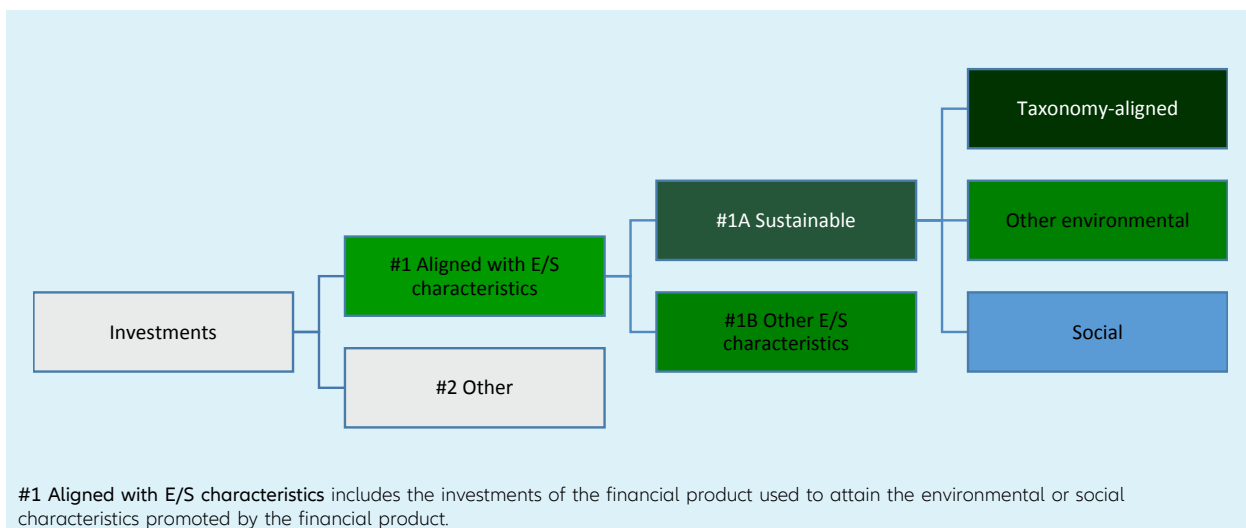 Taxonomy-aligned
#1A Sustainable
Other environmental
#1 Aligned with E/S
characteristics
Investments
#1B Other E/S
characteristics
Social
#2 Other
#1 Aligned with E/S characteristics includes the investments of the financial product used to attain the environmental or social
characteristics promoted by the financial product.